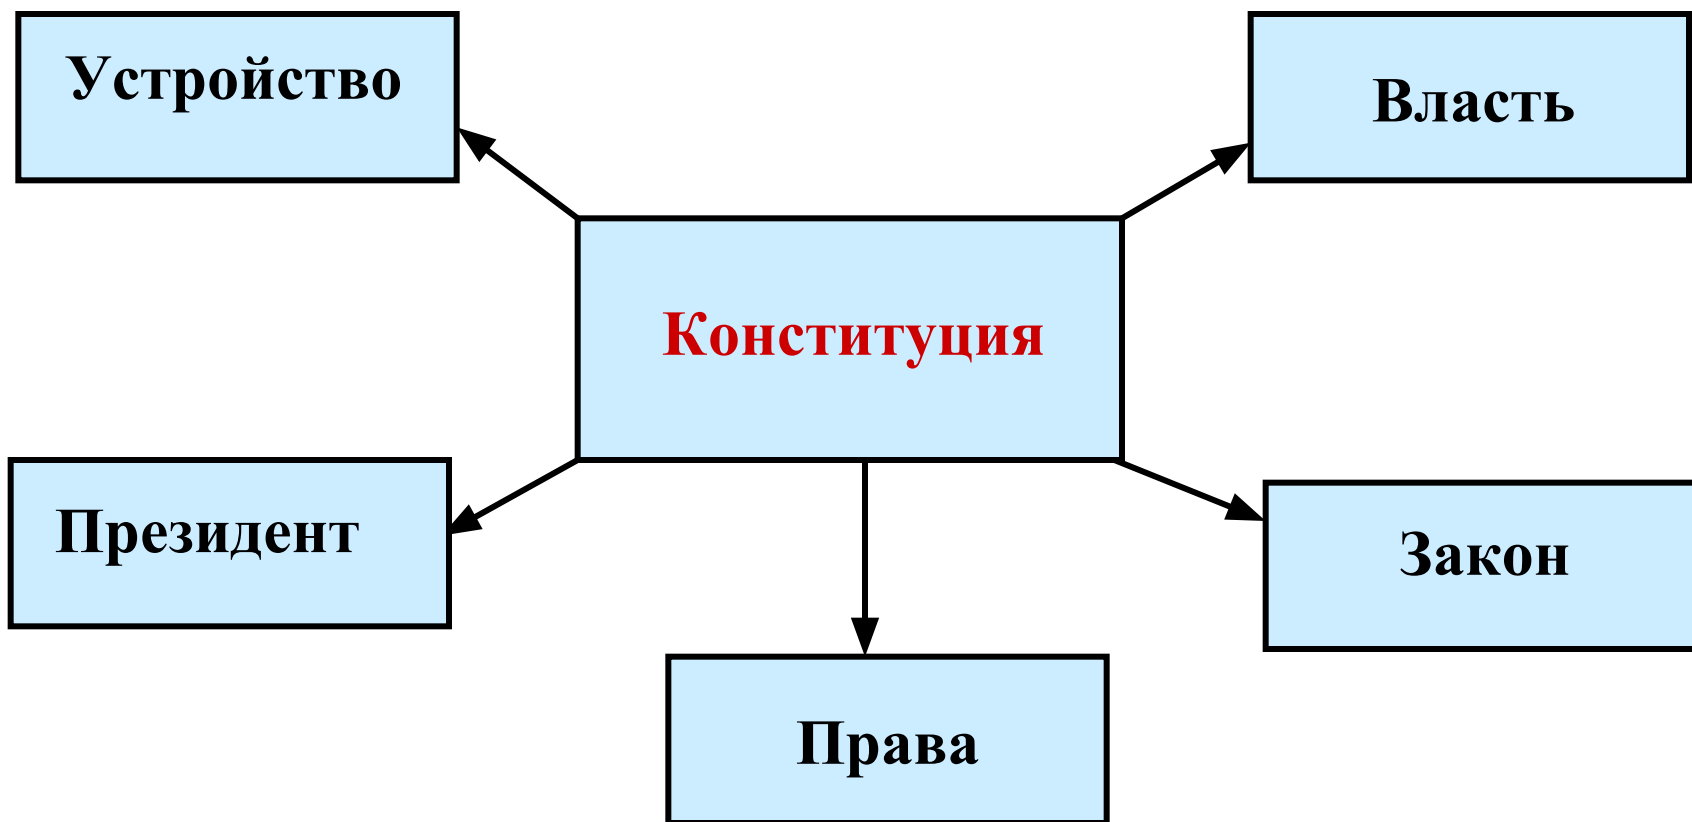 Устройство
Власть
Конституция
Президент
Закон
Права